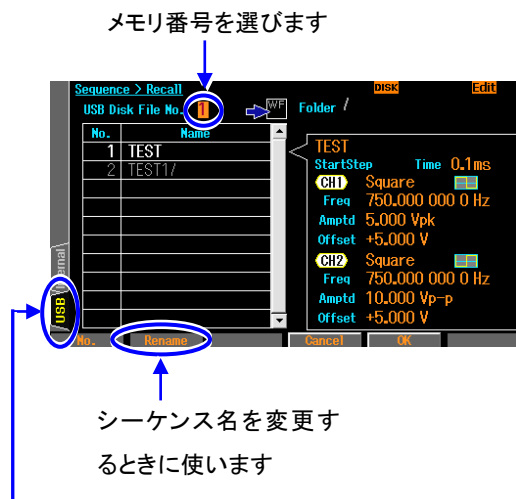 メモリ番号を選びます
Sequence > Recall
DISK
Edit
USB Disk File No. 1
WF
Folder /
No. Name
1 TEST
2 TEST1/
TEST
StartStep Time 0.1ms
CH1 Square
Freq 750.000 000 0 Hz
Amptd 5.000 Vpk
Offset +5.000 V
CH2 Square
Freq 750.000 000 0 Hz
Amptd 10.000 Vp-p
Offset +5.000 V
USB
No. Rename Cancel OK
シーケンス名を変更す
るときに使います